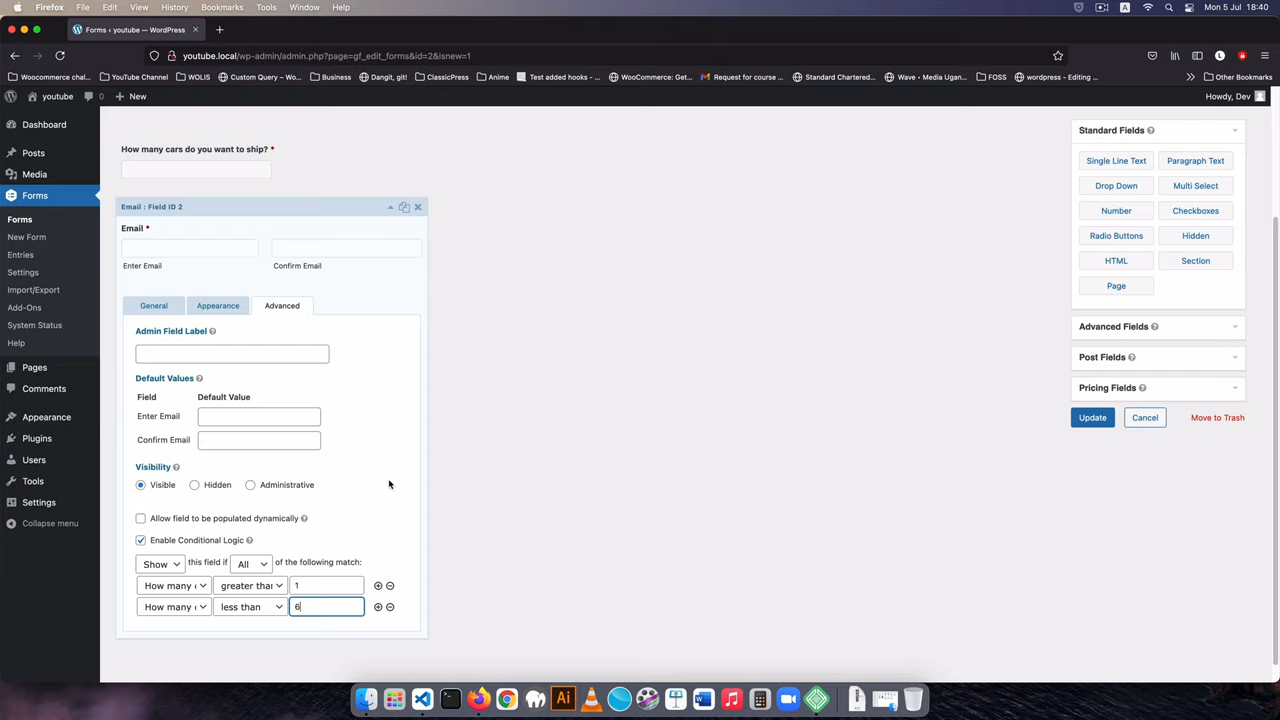 Firefox File Edit View History Bookmarks Tools Window Help A Mon 5 Jul 18:40
Forms ‹ youtube — WordPress
youtube.local/wp-admin/admin.php?page=gf_edit_forms&id=2&isnew=1
Woocommerce chal... YouTube Channel WOLIS Custom Query – Wo... Business Dangit, git! ClassicPress Anime Test added hooks - ... WooCommerce: Get... Request for course ... Standard Chartered... Wave • Media Ugan... FOSS wordpress - Editing ... Other Bookmarks
youtube 0 New Howdy, Dev
Dashboard
Posts
Media
Forms
Forms
New Form
Entries
Settings
Import/Export
Add-Ons
System Status
Help
Pages
Comments
Appearance
Plugins
Users
Tools
Settings
Collapse menu
How many cars do you want to ship? *
Email : Field ID 2
Email *
Enter Email Confirm Email
General Appearance Advanced
Admin Field Label
Default Values
Field Default Value
Enter Email
Confirm Email
Visibility
Visible Hidden Administrative
Allow field to be populated dynamically
Enable Conditional Logic
Show this field if All of the following match:
How many greater than 1
How many less than 6
Standard Fields
Single Line Text Paragraph Text
Drop Down Multi Select
Number Checkboxes
Radio Buttons Hidden
HTML Section
Page
Advanced Fields
Post Fields
Pricing Fields
Update Cancel Move to Trash
Ai